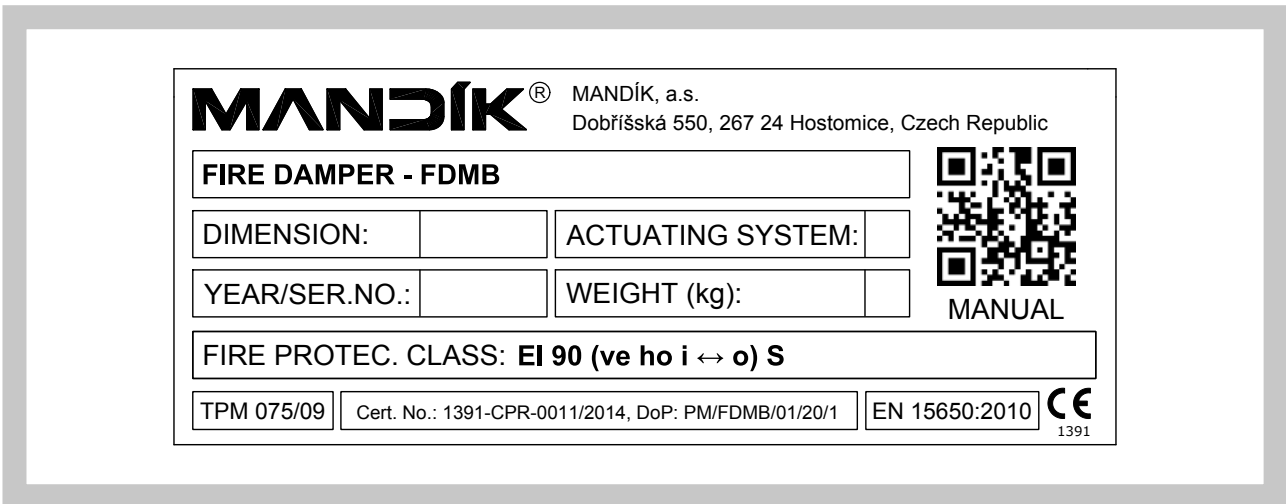 MANDÍK®
MANDÍK, a.s.
Dobříšská 550, 267 24 Hostomice, Czech Republic
FIRE DAMPER - FDMB
DIMENSION:
ACTUATING SYSTEM:
YEAR/SER.NO.:
WEIGHT (kg):
MANUAL
FIRE PROTEC. CLASS: EI 90 (ve ho i ↔ o) S
TPM 075/09
Cert. No.: 1391-CPR-0011/2014, DoP: PM/FDMB/01/20/1
EN 15650:2010
CE
1391